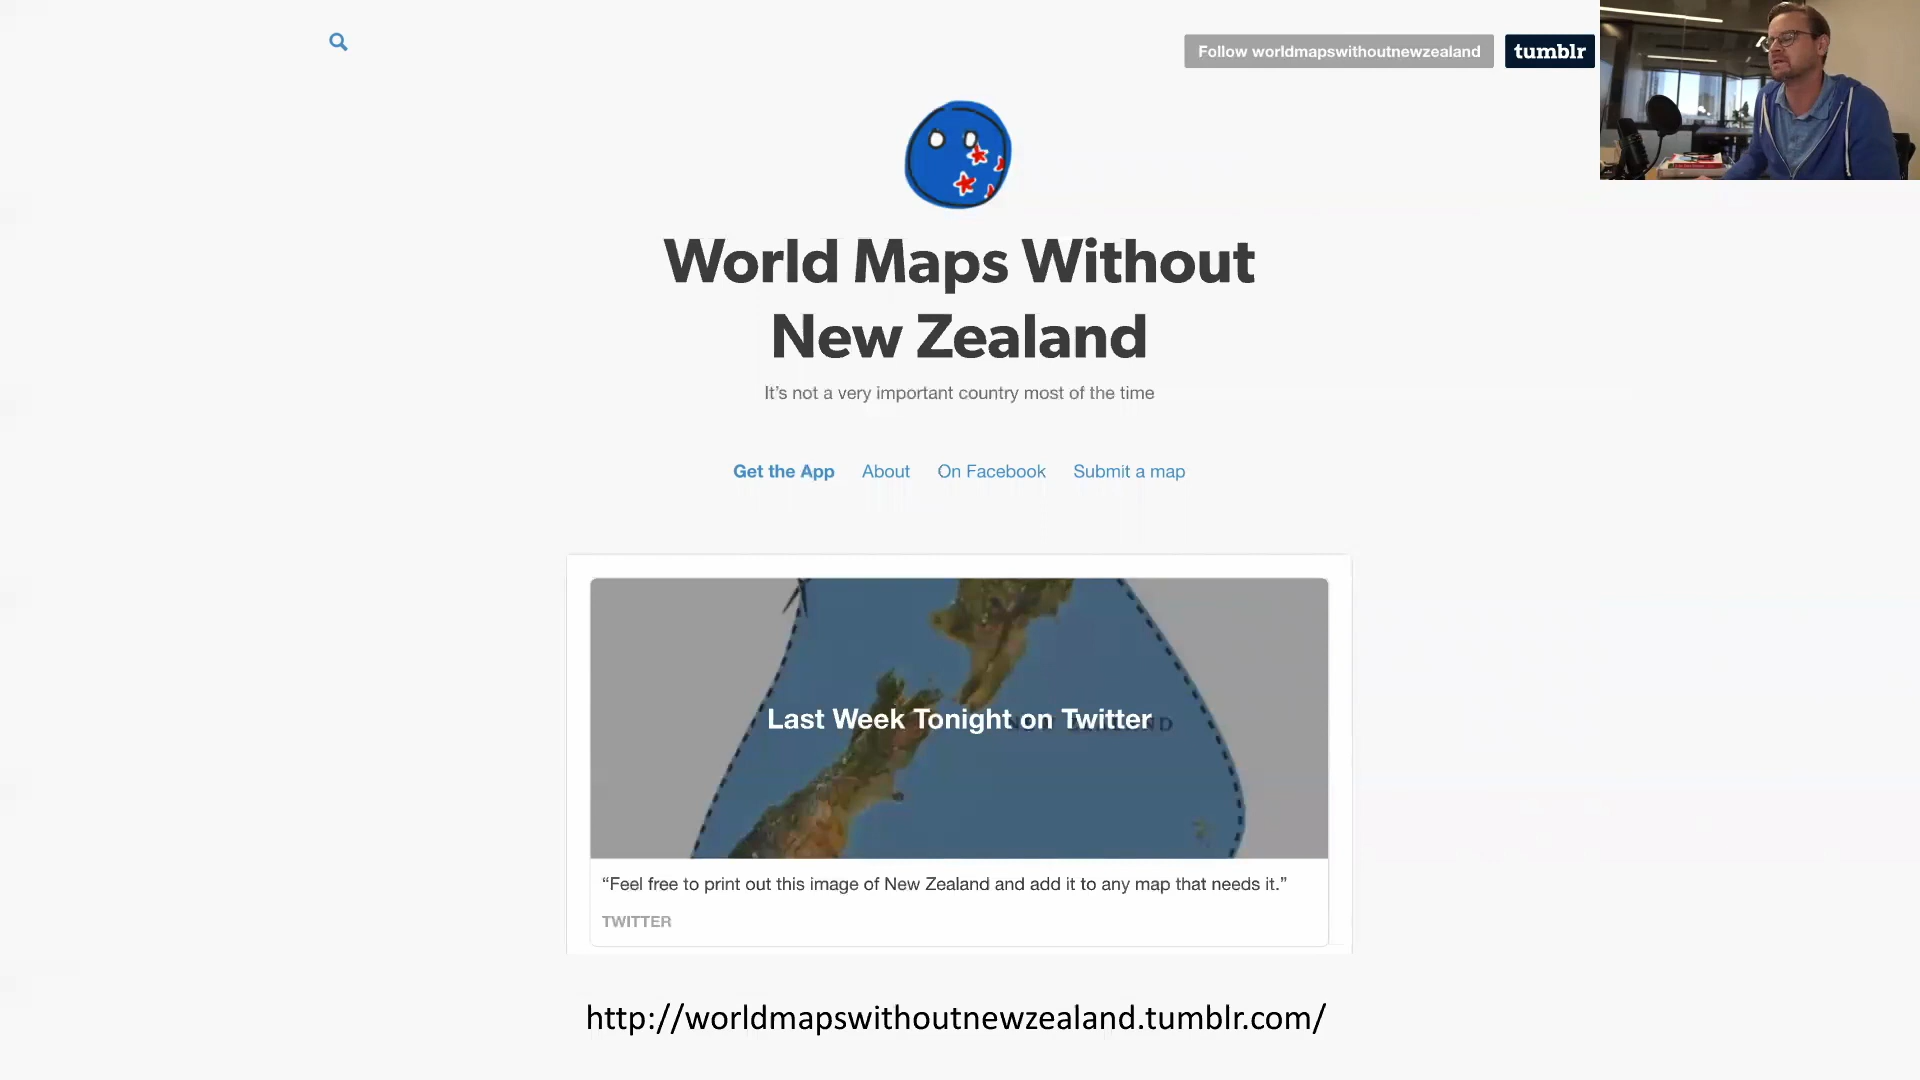 Follow worldmapswithoutnewzealand
tumblr
World Maps Without
New Zealand
It's not a very important country most of the time
Get the App About On Facebook Submit a map
Last Week Tonight on Twitter
“Feel free to print out this image of New Zealand and add it to any map that needs it.”
TWITTER
http://worldmapswithoutnewzealand.tumblr.com/